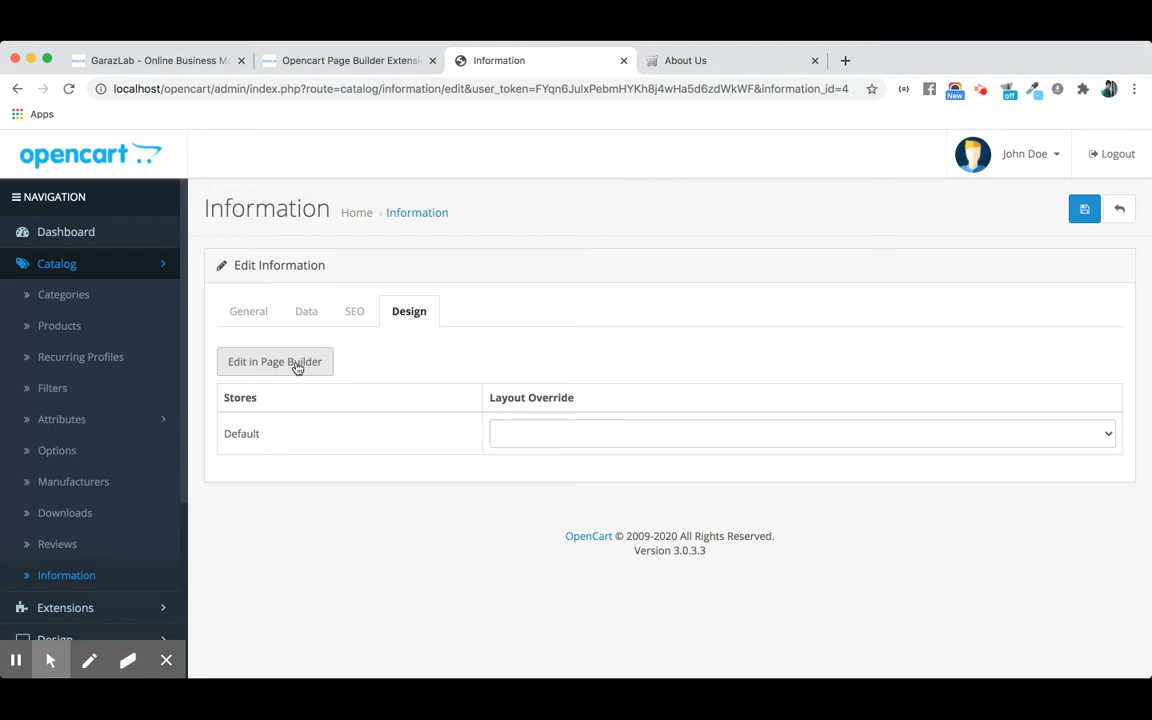 GarazLab - Online Business Ma
Opencart Page Builder Extensi
Information
About Us
localhost/opencart/admin/index.php?route=catalog/information/edit&user_token=FYqn6JulxPebmHYKh8j4wHa5d6zdWkWF&information_id=4
New
off
Apps
opencart
John Doe
Logout
NAVIGATION
Dashboard
Catalog
Categories
Products
Recurring Profiles
Filters
Attributes
Options
Manufacturers
Downloads
Reviews
Information
Extensions
Design
Information
Home › Information
Edit Information
General
Data
SEO
Design
Edit in Page Builder
Stores
Layout Override
Default
OpenCart © 2009-2020 All Rights Reserved.
Version 3.0.3.3